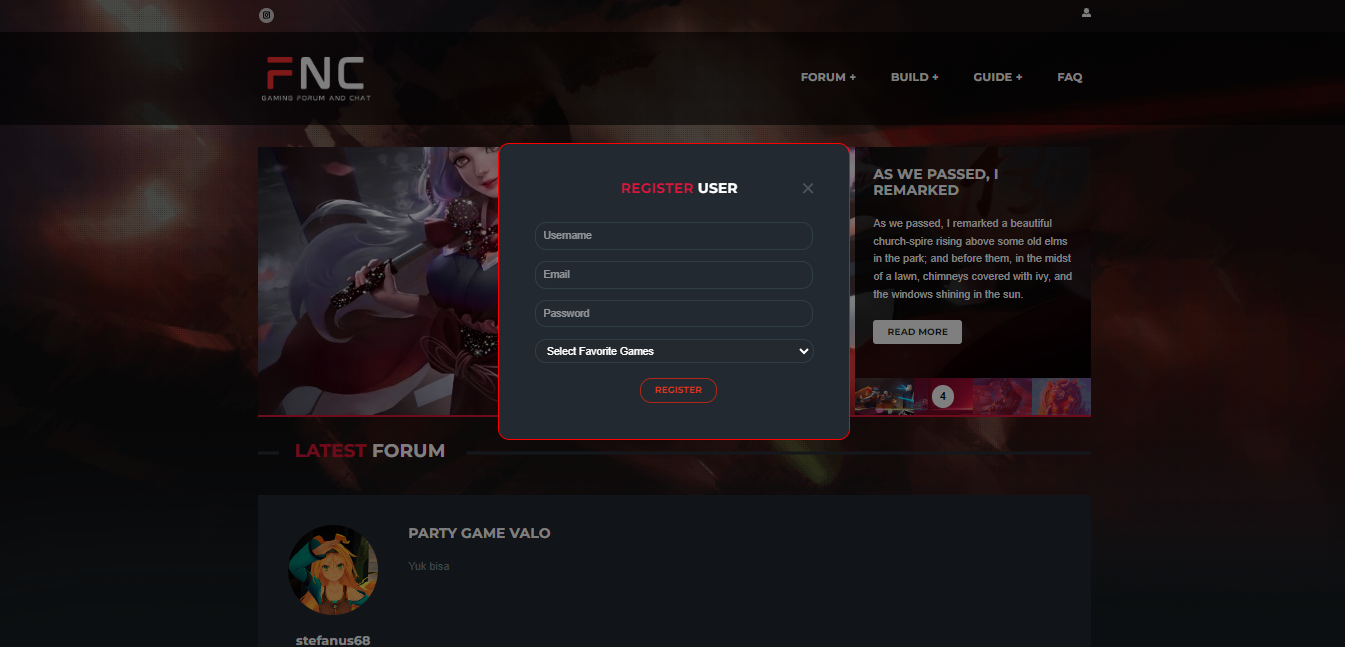 FNC
GAMING FORUM AND CHAT
FORUM +
BUILD +
GUIDE +
FAQ
REGISTER USER
Username
Email
Password
Select Favorite Games
REGISTER
AS WE PASSED, I
REMARKED
As we passed, I remarked a beautiful
church-spire rising above some old elms
in the park; and before them, in the midst
of a lawn, chimneys covered with ivy, and
the windows shining in the sun.
READ MORE
4
LATEST FORUM
PARTY GAME VALO
Yuk bisa
stefanus68